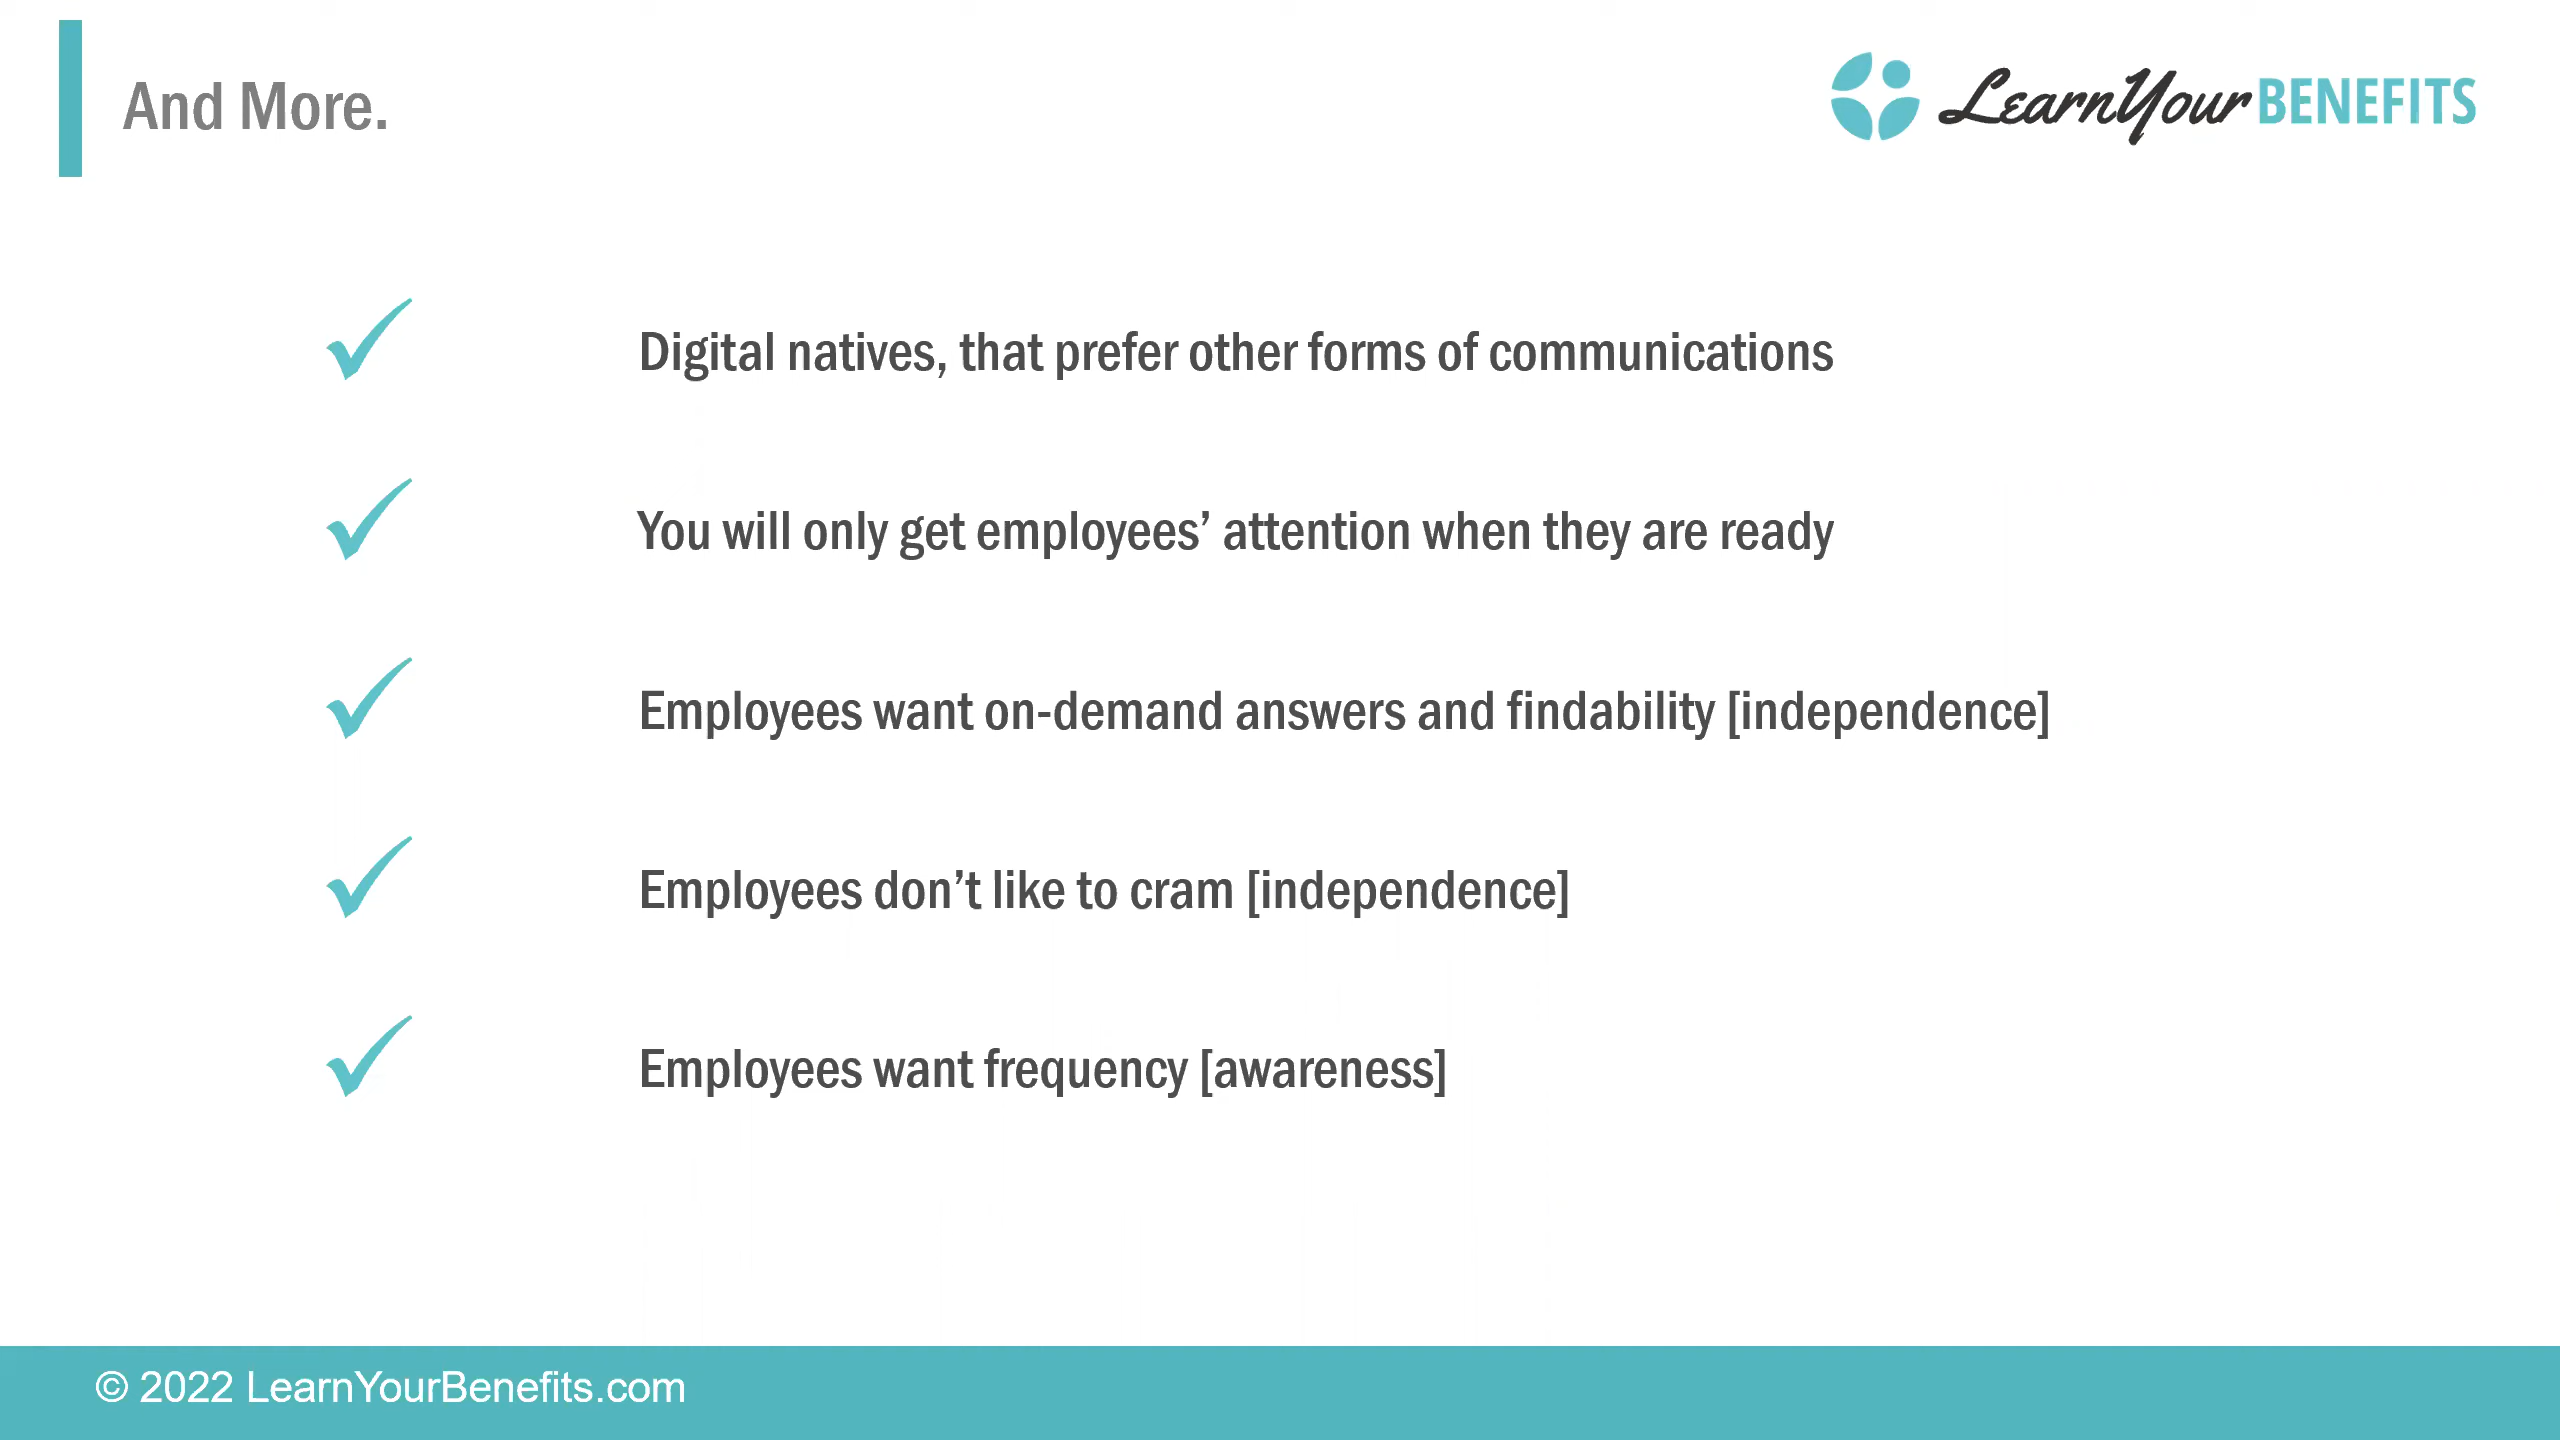 And More.
LearnYourBENEFITS
Digital natives, that prefer other forms of communications
You will only get employees’ attention when they are ready
Employees want on-demand answers and findability [independence]
Employees don’t like to cram [independence]
Employees want frequency [awareness]
© 2022 LearnYourBenefits.com